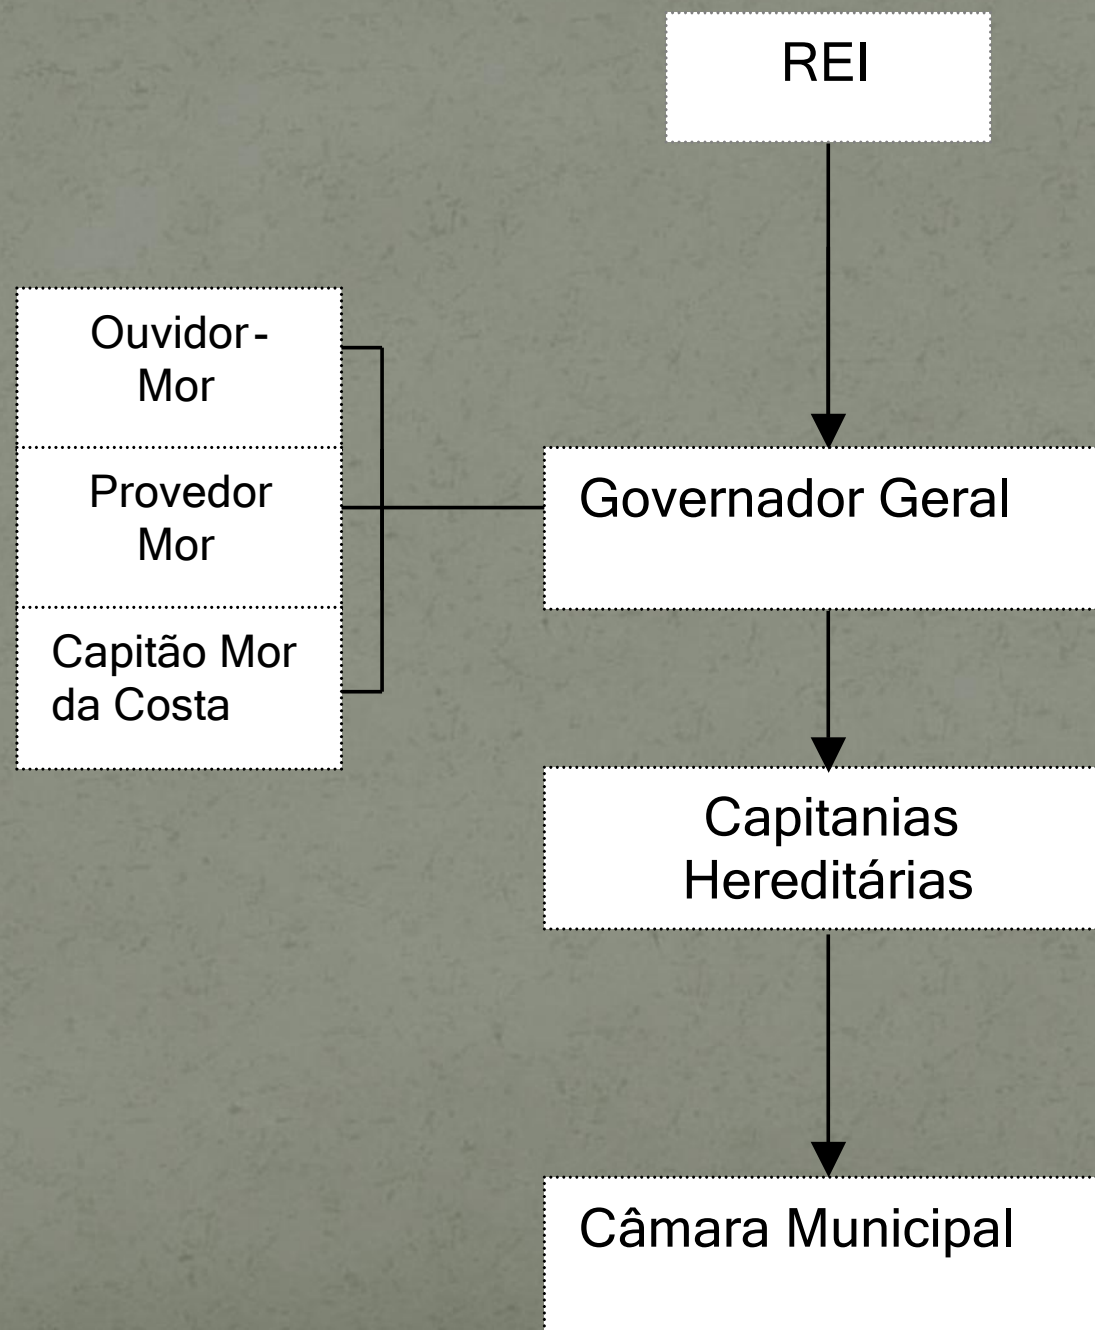 REI
Ouvidor-
Mor
Provedor
Mor
Capitão Mor
da Costa
Governador Geral
Capitanias
Hereditárias
Câmara Municipal